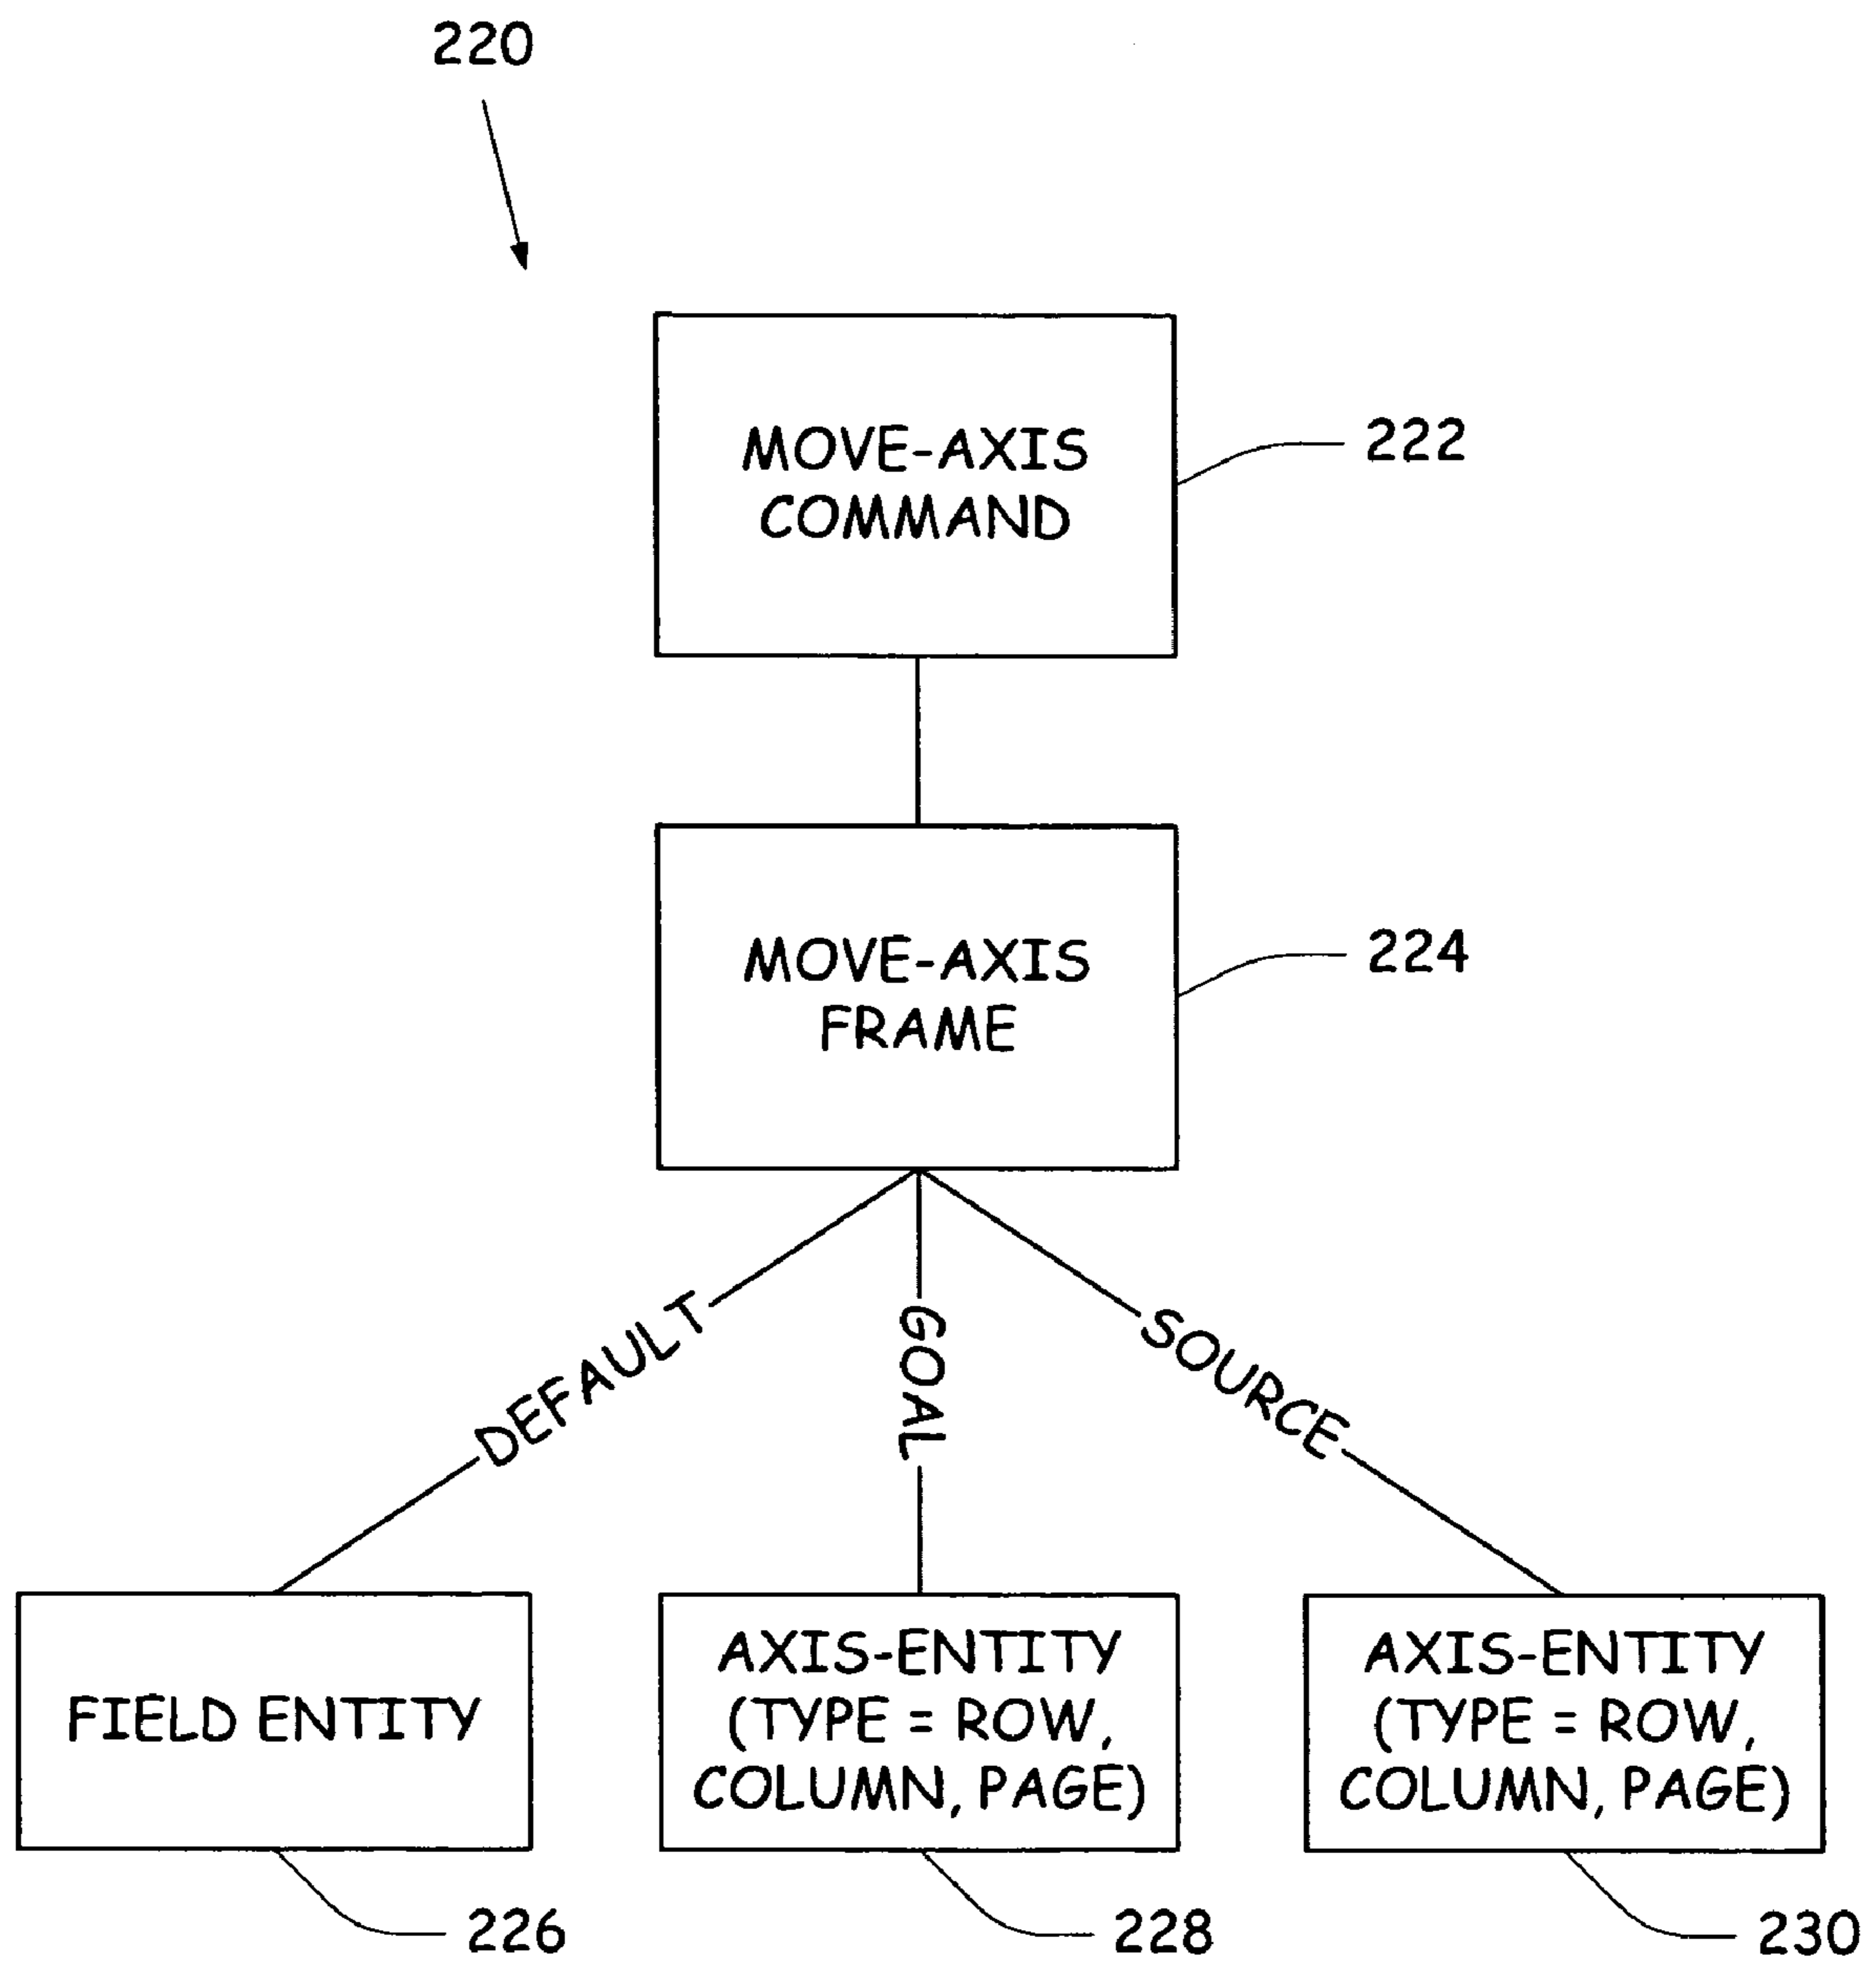 220
MOVE-AXIS
COMMAND
222
MOVE-AXIS
FRAME
224
DEFAULT
GOAL
SOURCE
FIELD ENTITY
AXIS-ENTITY
(TYPE = ROW,
COLUMN, PAGE)
AXIS-ENTITY
(TYPE = ROW,
COLUMN, PAGE)
226
228
230